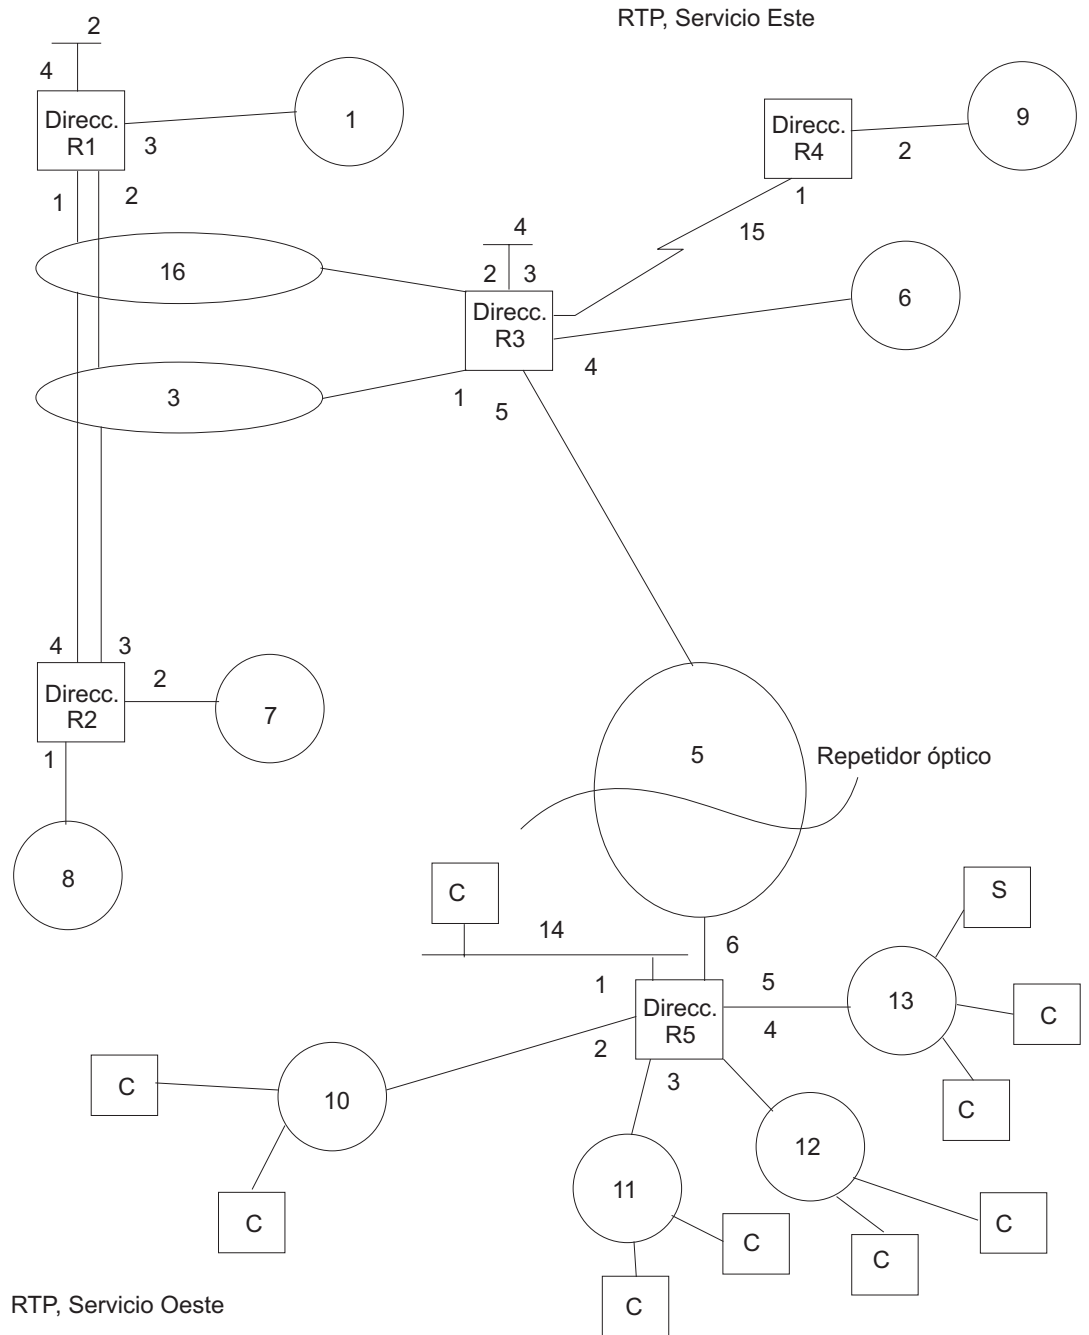 RTP, Servicio Este
2
4
Direcc.
R1
3
1
1
2
Direcc.
R4
2
9
1
15
4
16
2
3
Direcc.
R3
6
4
3
1
5
4
3
Direcc.
R2
2
7
1
8
5
Repetidor óptico
C
14
6
S
1
5
13
Direcc.
R5
4
C
2
3
C
10
C
12
11
C
C
C
C
C
RTP, Servicio Oeste